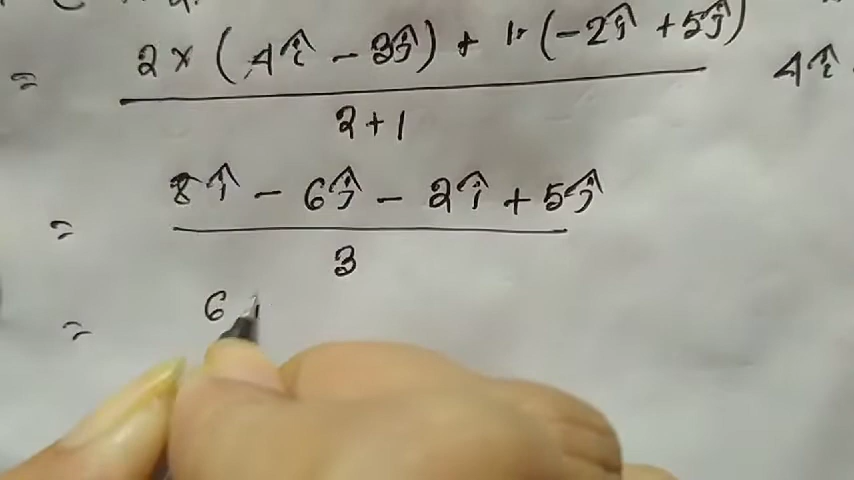 = 2 × (4î − 3ĵ) + 1·(−2î + 5ĵ)
2 + 1
4î
= 8î − 6ĵ − 2î + 5ĵ
3
= 6